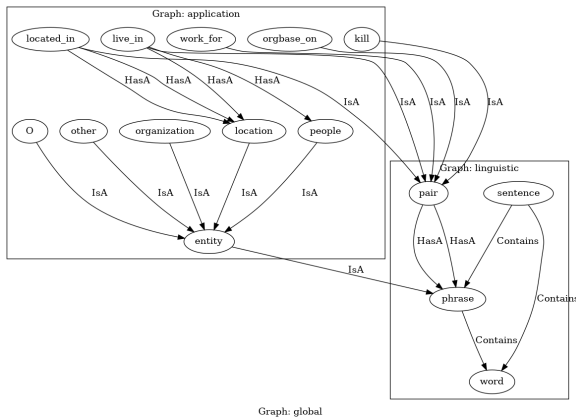 Graph: application
located_in
live_in
work_for
orgbase_on
kill
HasA
HasA
HasA
HasA
IsA
IsA
IsA
IsA
IsA
O
other
organization
location
people
Graph: linguistic
IsA
IsA
IsA
IsA
IsA
pair
sentence
entity
HasA
HasA
Contains
IsA
phrase
Contains
Contains
word
Graph: global